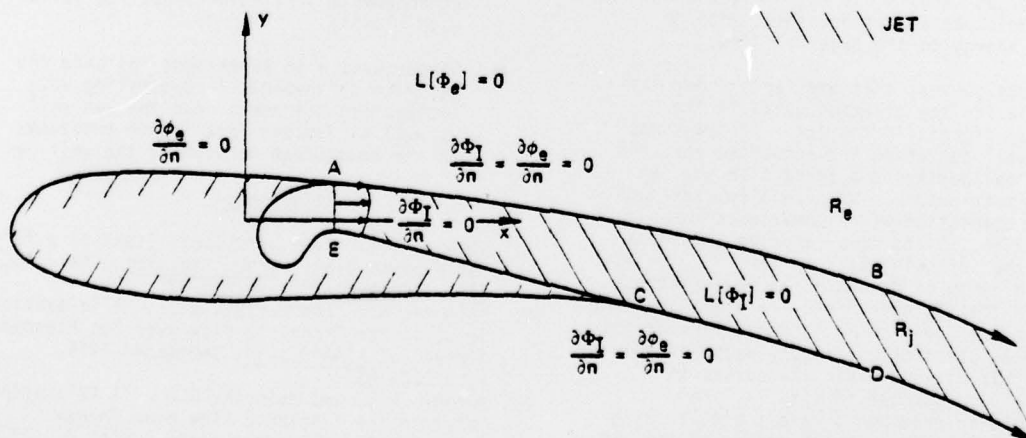 y
JET
L[Φe] = 0
∂ϕe/∂n = 0
∂ΦI/∂n = ∂ϕe/∂n = 0
A
Re
∂ΦI/∂n = 0
x
E
B
L[ΦI] = 0
C
Rj
∂ΦI/∂n = ∂ϕe/∂n = 0
D